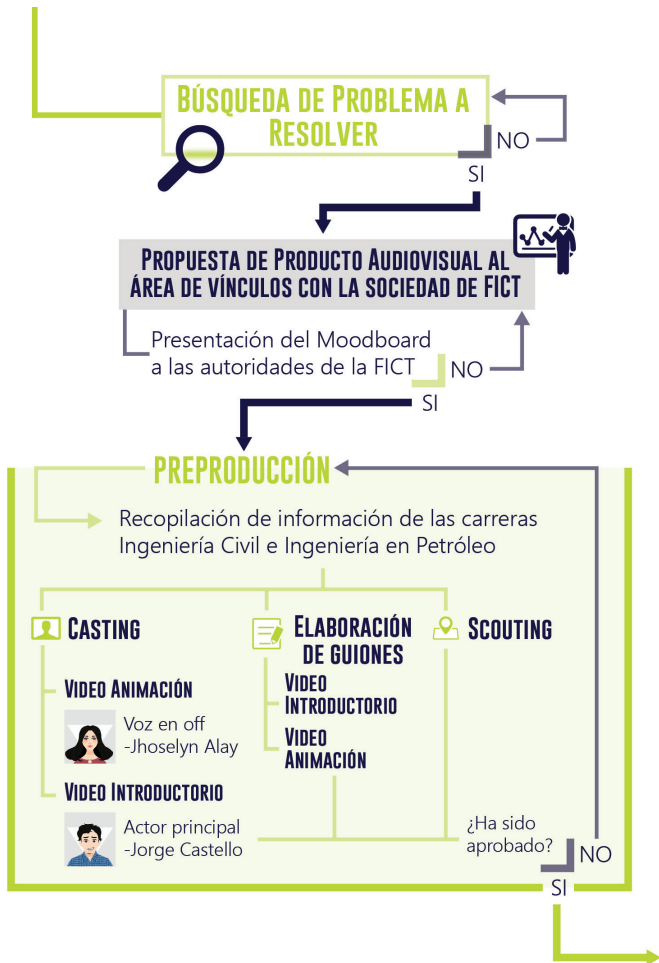 BÚSQUEDA DE PROBLEMA A
RESOLVER
NO
SI
PROPUESTA DE PRODUCTO AUDIOVISUAL AL
ÁREA DE VÍNCULOS CON LA SOCIEDAD DE FICT
Presentación del Moodboard
a las autoridades de la FICT
NO
SI
PREPRODUCCIÓN
Recopilación de información de las carreras
Ingeniería Civil e Ingeniería en Petróleo
CASTING
VIDEO ANIMACIÓN
Voz en off
-Jhoselyn Alay
VIDEO INTRODUCTORIO
Actor principal
-Jorge Castello
ELABORACIÓN
DE GUIONES
VIDEO
INTRODUCTORIO
VIDEO
ANIMACIÓN
SCOUTING
¿Ha sido
aprobado?
NO
SI